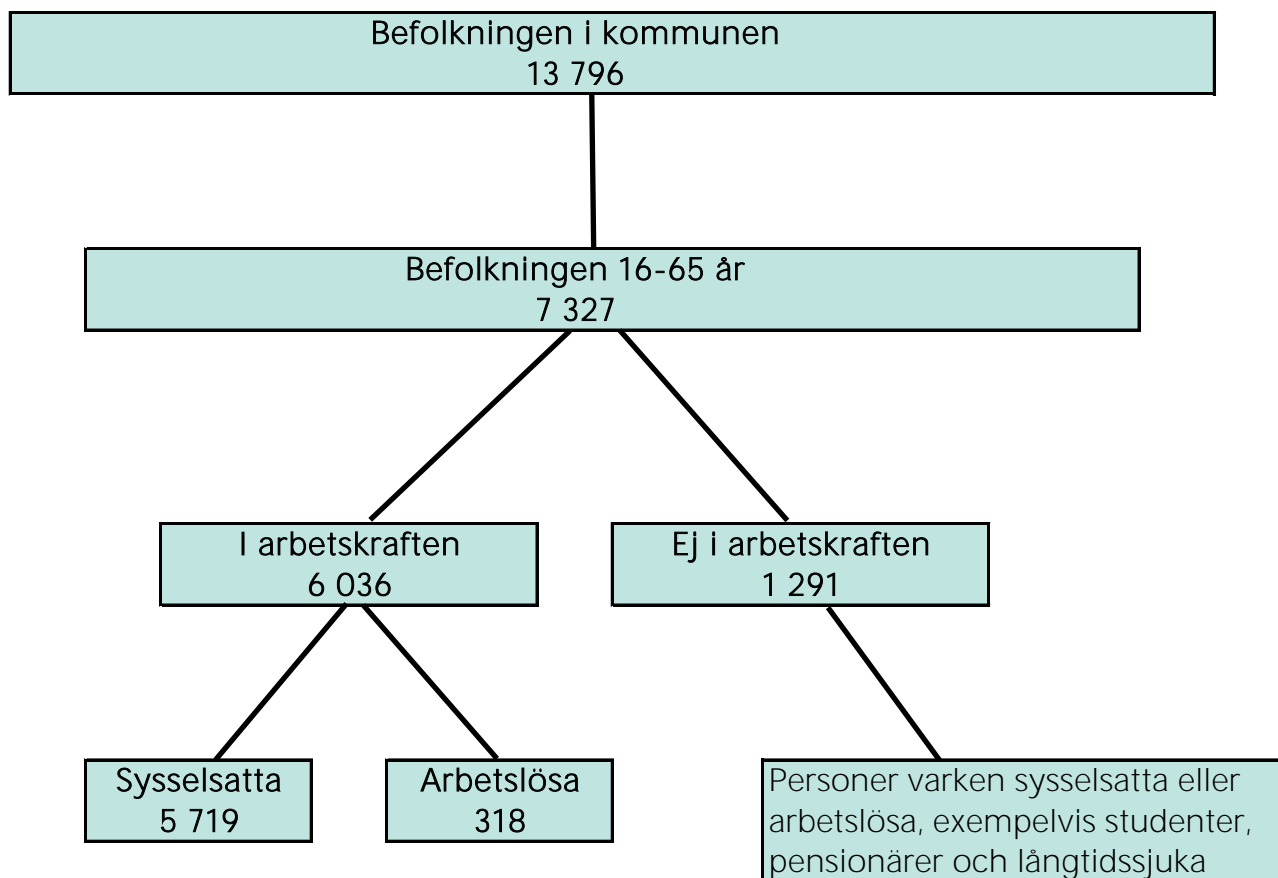 Befolkningen i kommunen
13 796
Befolkningen 16-65 år
7 327
I arbetskraften
6 036
Ej i arbetskraften
1 291
Sysselsatta
5 719
Arbetslösa
318
Personer varken sysselsatta eller
arbetslösa, exempelvis studenter,
pensionärer och långtidssjuka